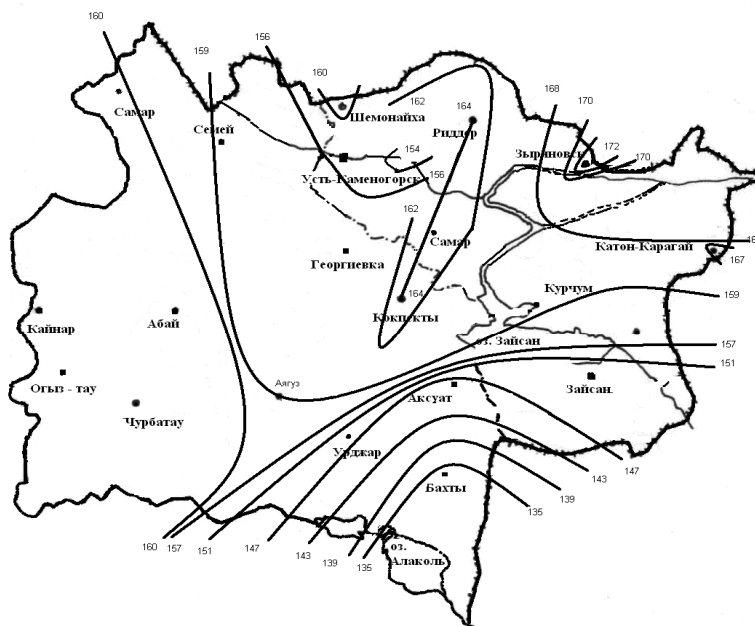 160
159
156
160
162
164
168
170
Самар
Шемонайха
Риддер
Семей
154
Зыряновск
172
170
Усть-Каменогорск
156
162
Самар
Георгиевка
Катон-Карагай
167
164
Курчум
159
Кайнар
Абай
Кокпекты
оз. Зайсан
157
151
Огыз - тау
Аягуз
Аксуат
Зайсан.
Чурбатау
Урджар
147
143
Бахты
139
135
160
157
151
147
143
139
135
оз.
Алаколь